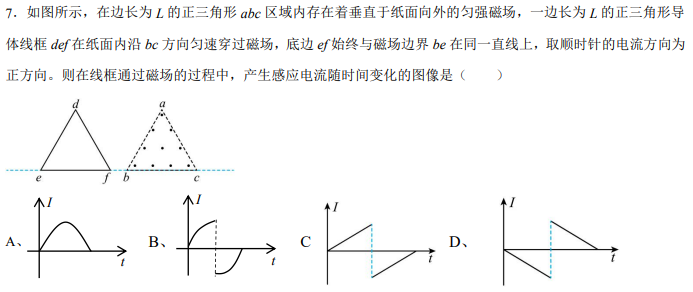 7．如图所示，在边长为 L 的正三角形 abc 区域内存在着垂直于纸面向外的匀强磁场，一边长为 L 的正三角形导
体线框 def 在纸面内沿 bc 方向匀速穿过磁场，底边 ef 始终与磁场边界 be 在同一直线上，取顺时针的电流方向为
正方向。则在线框通过磁场的过程中，产生感应电流随时间变化的图像是（　　）
d a
e f b c
A、 I t B、 I t C I t D、 I t